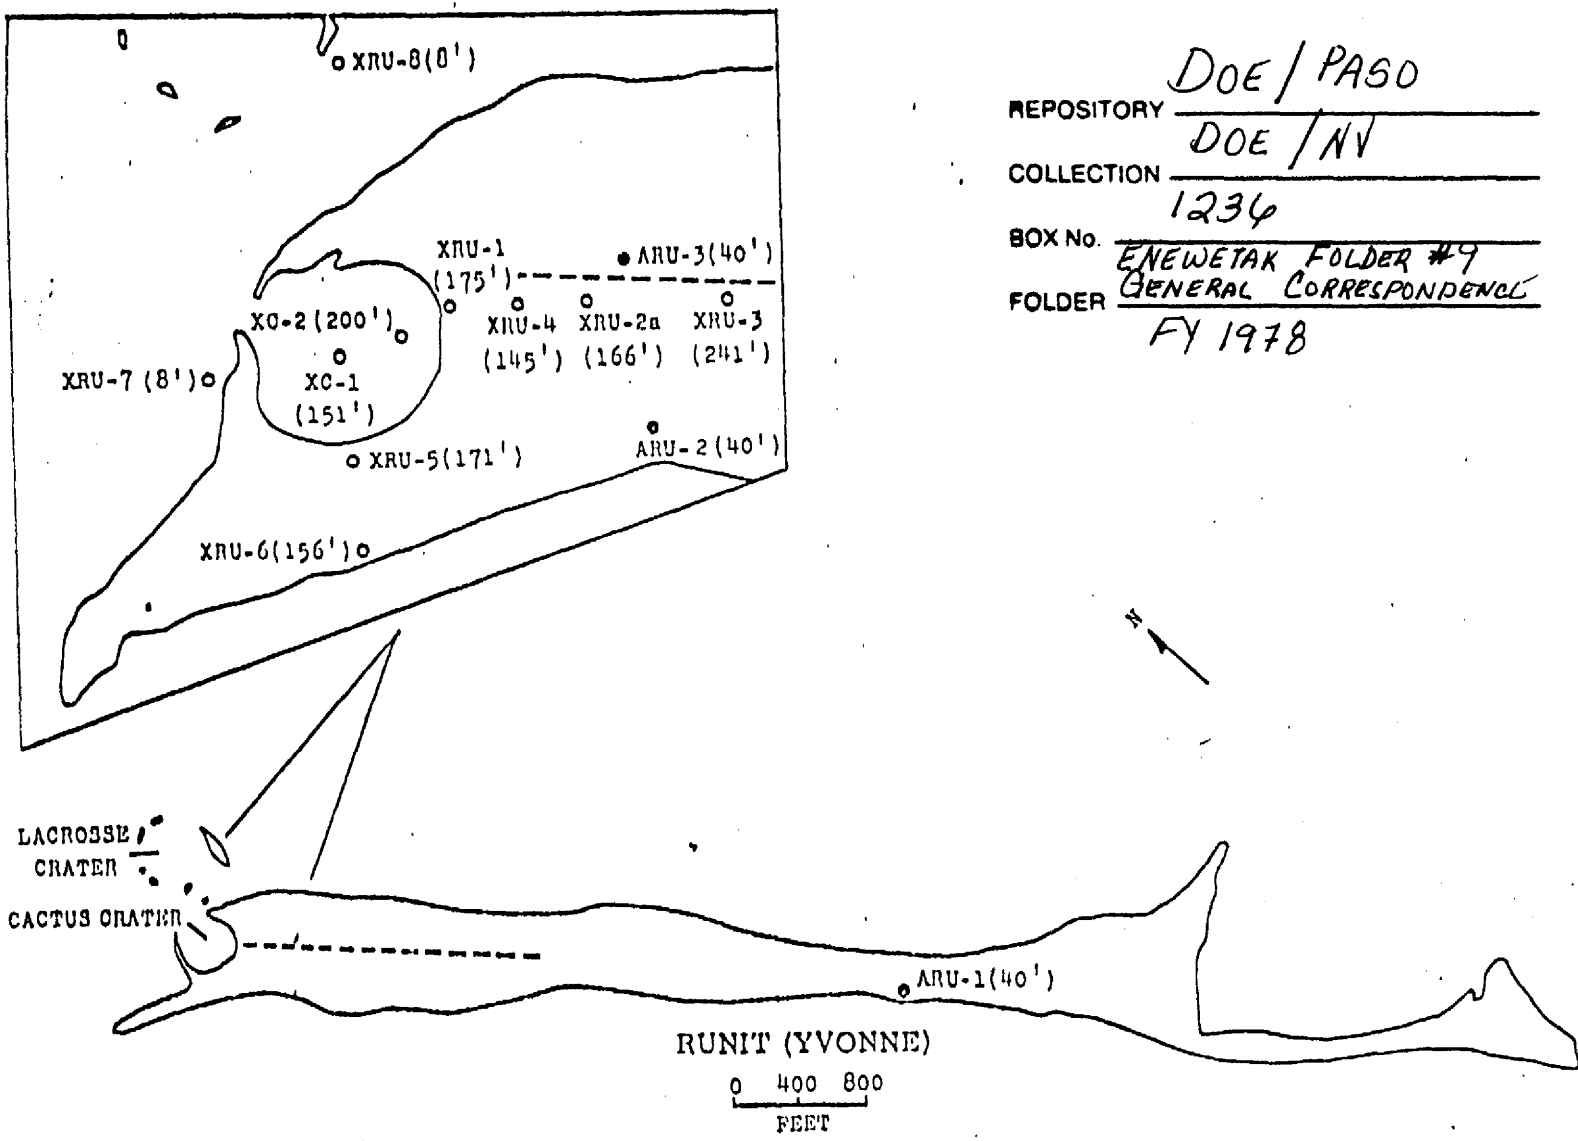 XRU-8(8')
XRU-1
(175')
ARU-3(40')
XC-2(200')
XRU-4 XRU-2a XRU-3
(145') (166') (241')
XRU-7(8')
XC-1
(151')
XRU-5(171')
ARU-2(40')
XRU-6(156')
REPOSITORY DOE/PASO
COLLECTION DOE/NV
BOX No. 1236
FOLDER ENEWETAK FOLDER #9
GENERAL CORRESPONDENCE
FY 1978
N
LACROSSE
CRATER
CACTUS CRATER
ARU-1(40')
RUNIT (YVONNE)
0 400 800
FEET